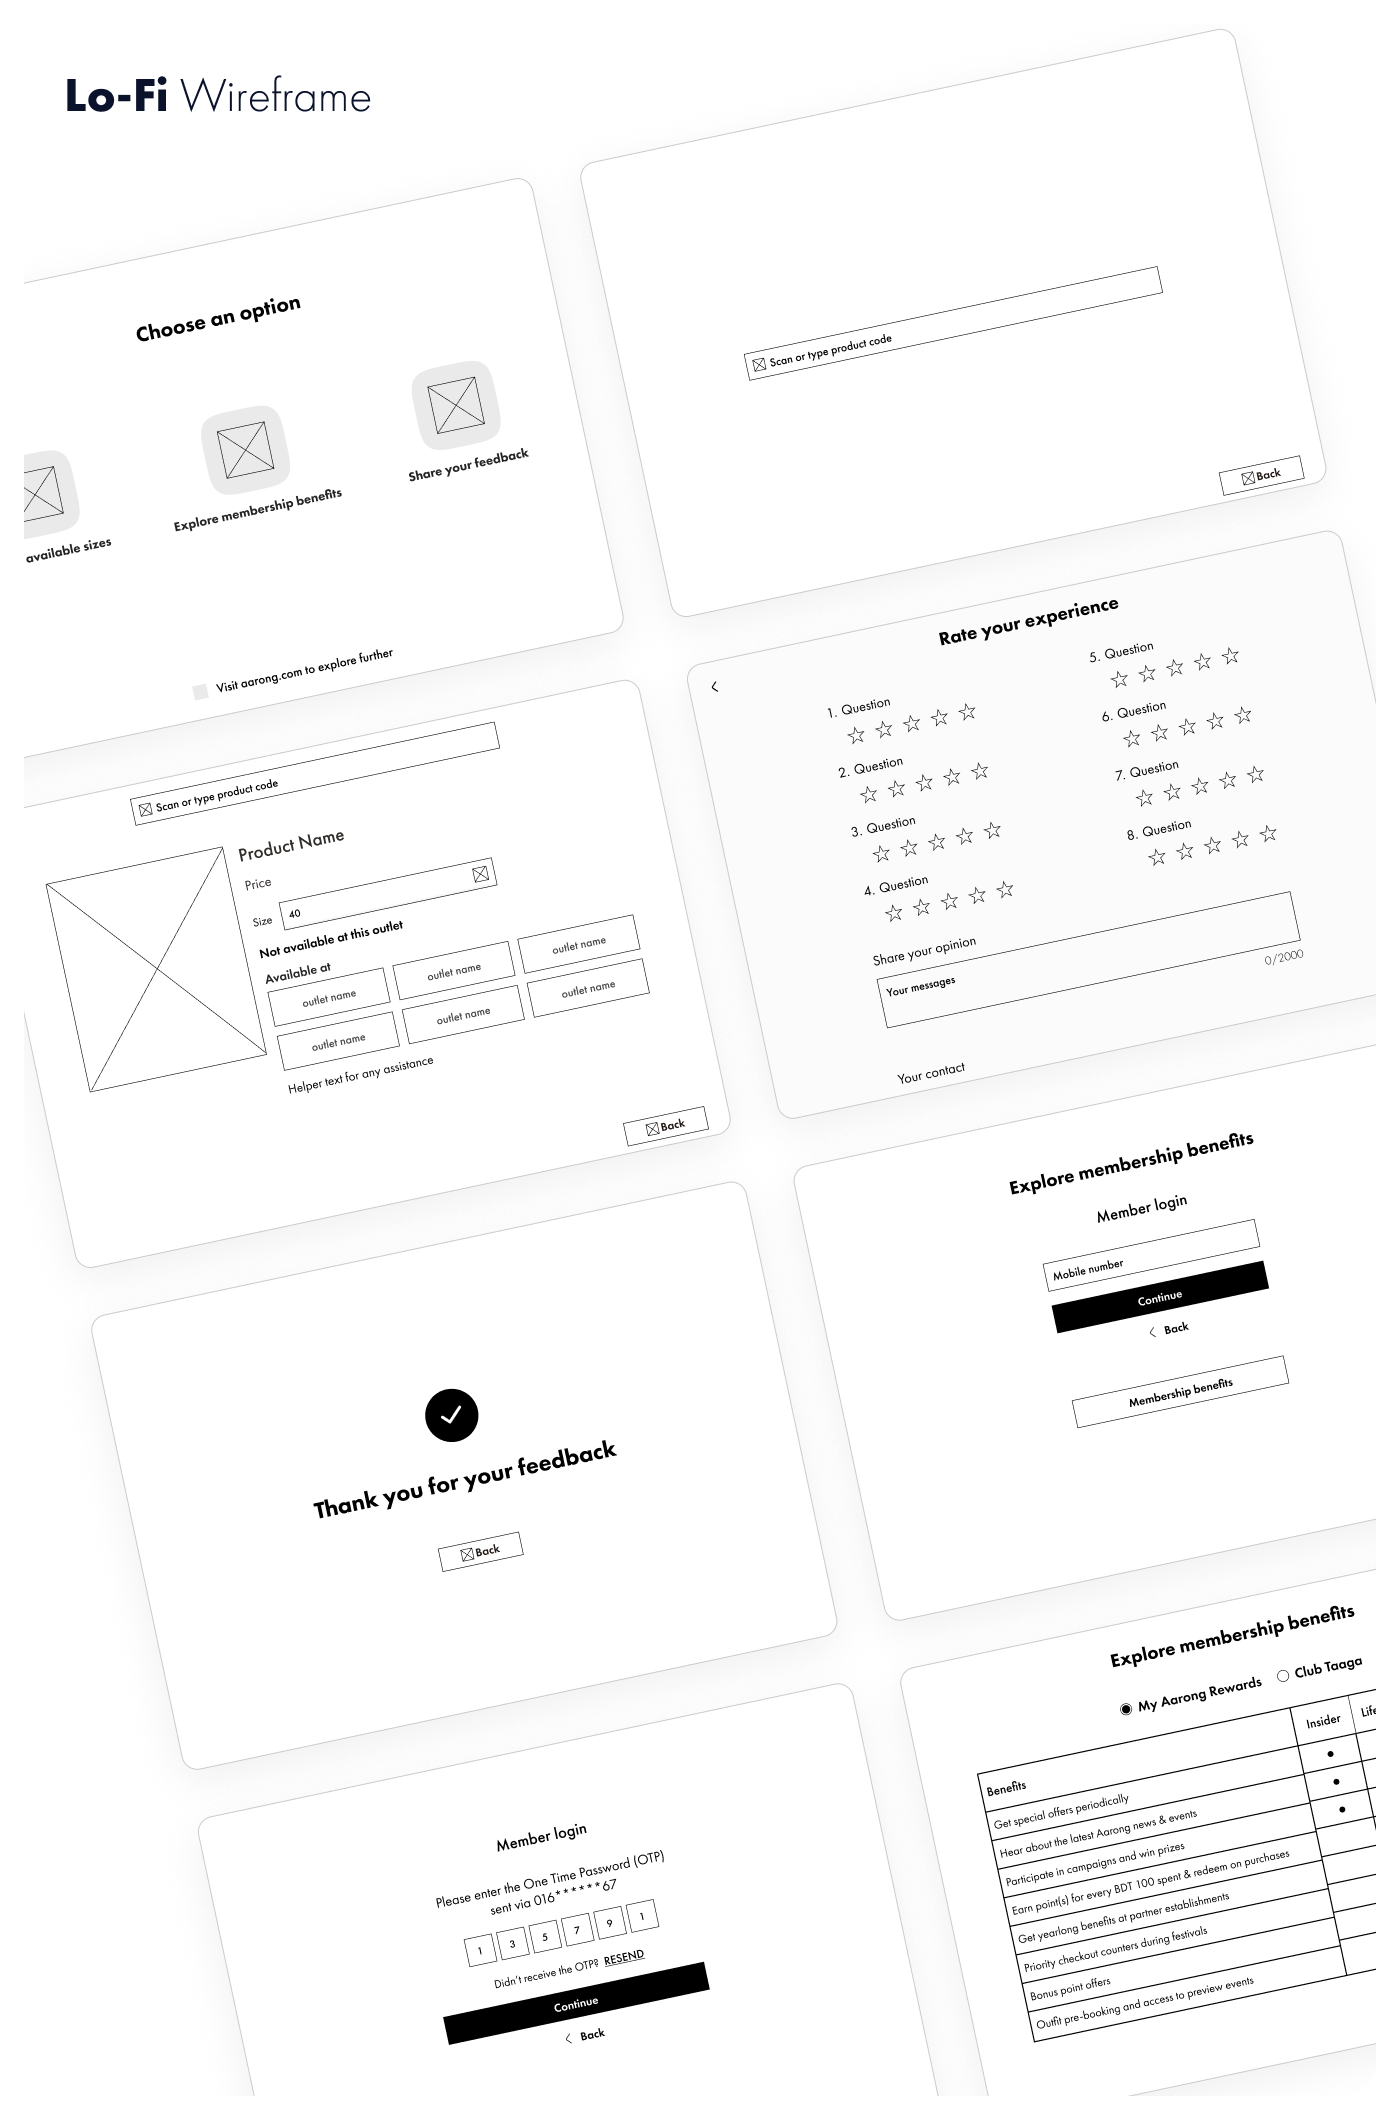 Lo-Fi Wireframe
Choose an option
available sizes
Explore membership benefits
Share your feedback
Visit aarong.com to explore further
Scan or type product code
Back
Scan or type product code
Product Name
Price
Size 40
Not available at this outlet
Available at
outlet name outlet name outlet name
outlet name outlet name outlet name
Helper text for any assistance
Back
Rate your experience
1. Question
2. Question
3. Question
4. Question
5. Question
6. Question
7. Question
8. Question
Share your opinion
Your messages
0/2000
Your contact
Thank you for your feedback
Back
Explore membership benefits
Member login
Mobile number
Continue
Back
Membership benefits
Member login
Please enter the One Time Password (OTP)
sent via 016******67
1 3 5 7 9 1
Didn't receive the OTP? RESEND
Continue
Back
Explore membership benefits
My Aarong Rewards Club Taaga
Benefits Insider Life
Get special offers periodically
Hear about the latest Aarong news & events
Participate in campaigns and win prizes
Earn point(s) for every BDT 100 spent & redeem on purchases
Get yearlong benefits at partner establishments
Priority checkout counters during festivals
Bonus point offers
Outfit pre-booking and access to preview events